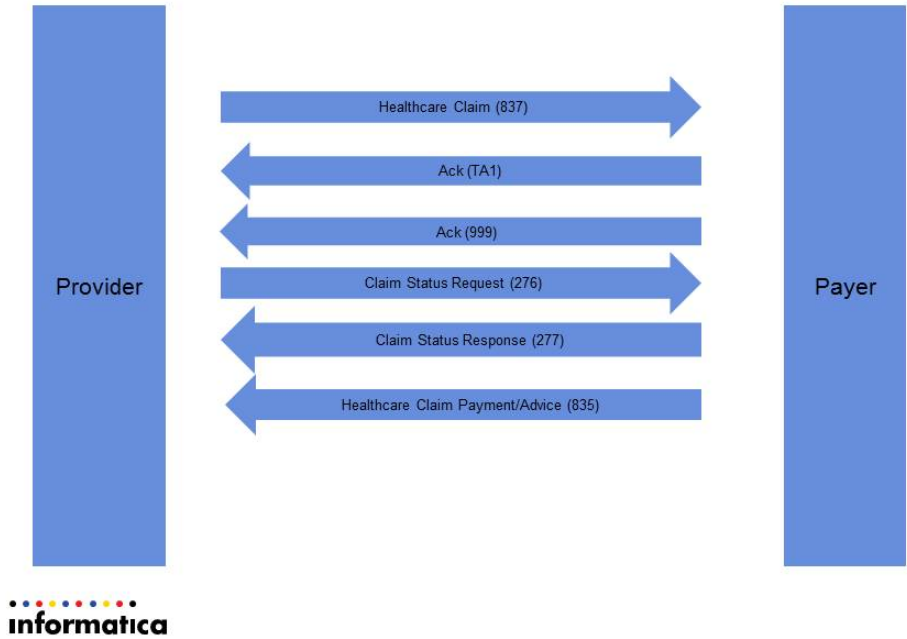 Healthcare Claim (837)
Ack (TA1)
Ack (999)
Provider
Claim Status Request (276)
Payer
Claim Status Response (277)
Healthcare Claim Payment/Advice (835)
informatica